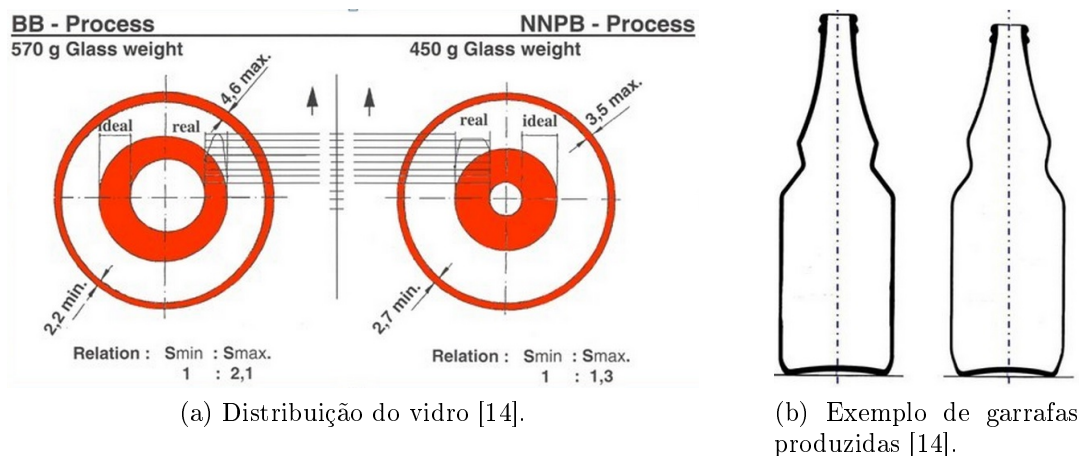 BB - Process
NNPB - Process
570 g Glass weight
450 g Glass weight
4,6 max.
ideal
real
2,2 min.
Relation : Smin : Smax.
1 : 2,1
3,5 max.
real
ideal
2,7 min.
Relation : Smin : Smax.
1 : 1,3
(a) Distribuição do vidro [14].
(b) Exemplo de garrafas
produzidas [14].